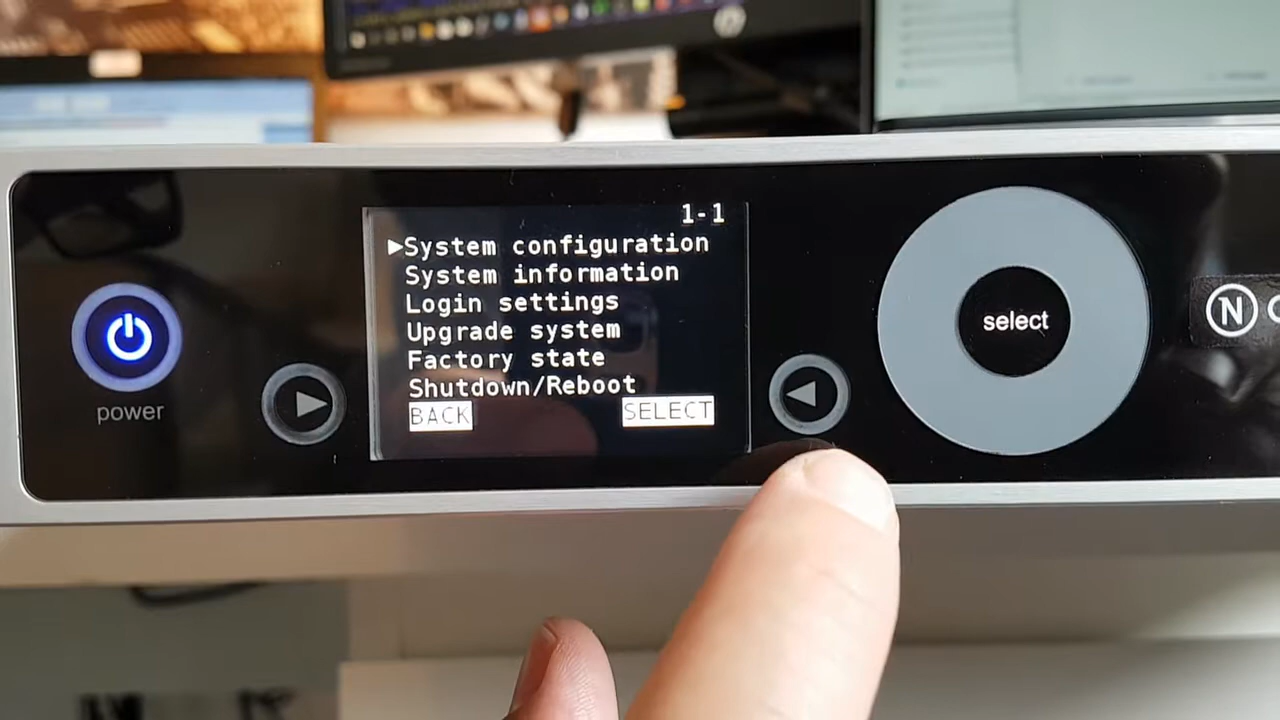 1-1
▶System configuration
System information
Login settings
Upgrade system
Factory state
Shutdown/Reboot
BACK SELECT
power
select
N